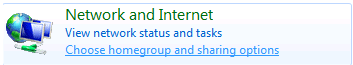 Network and Internet
View network status and tasks
Choose homegroup and sharing options